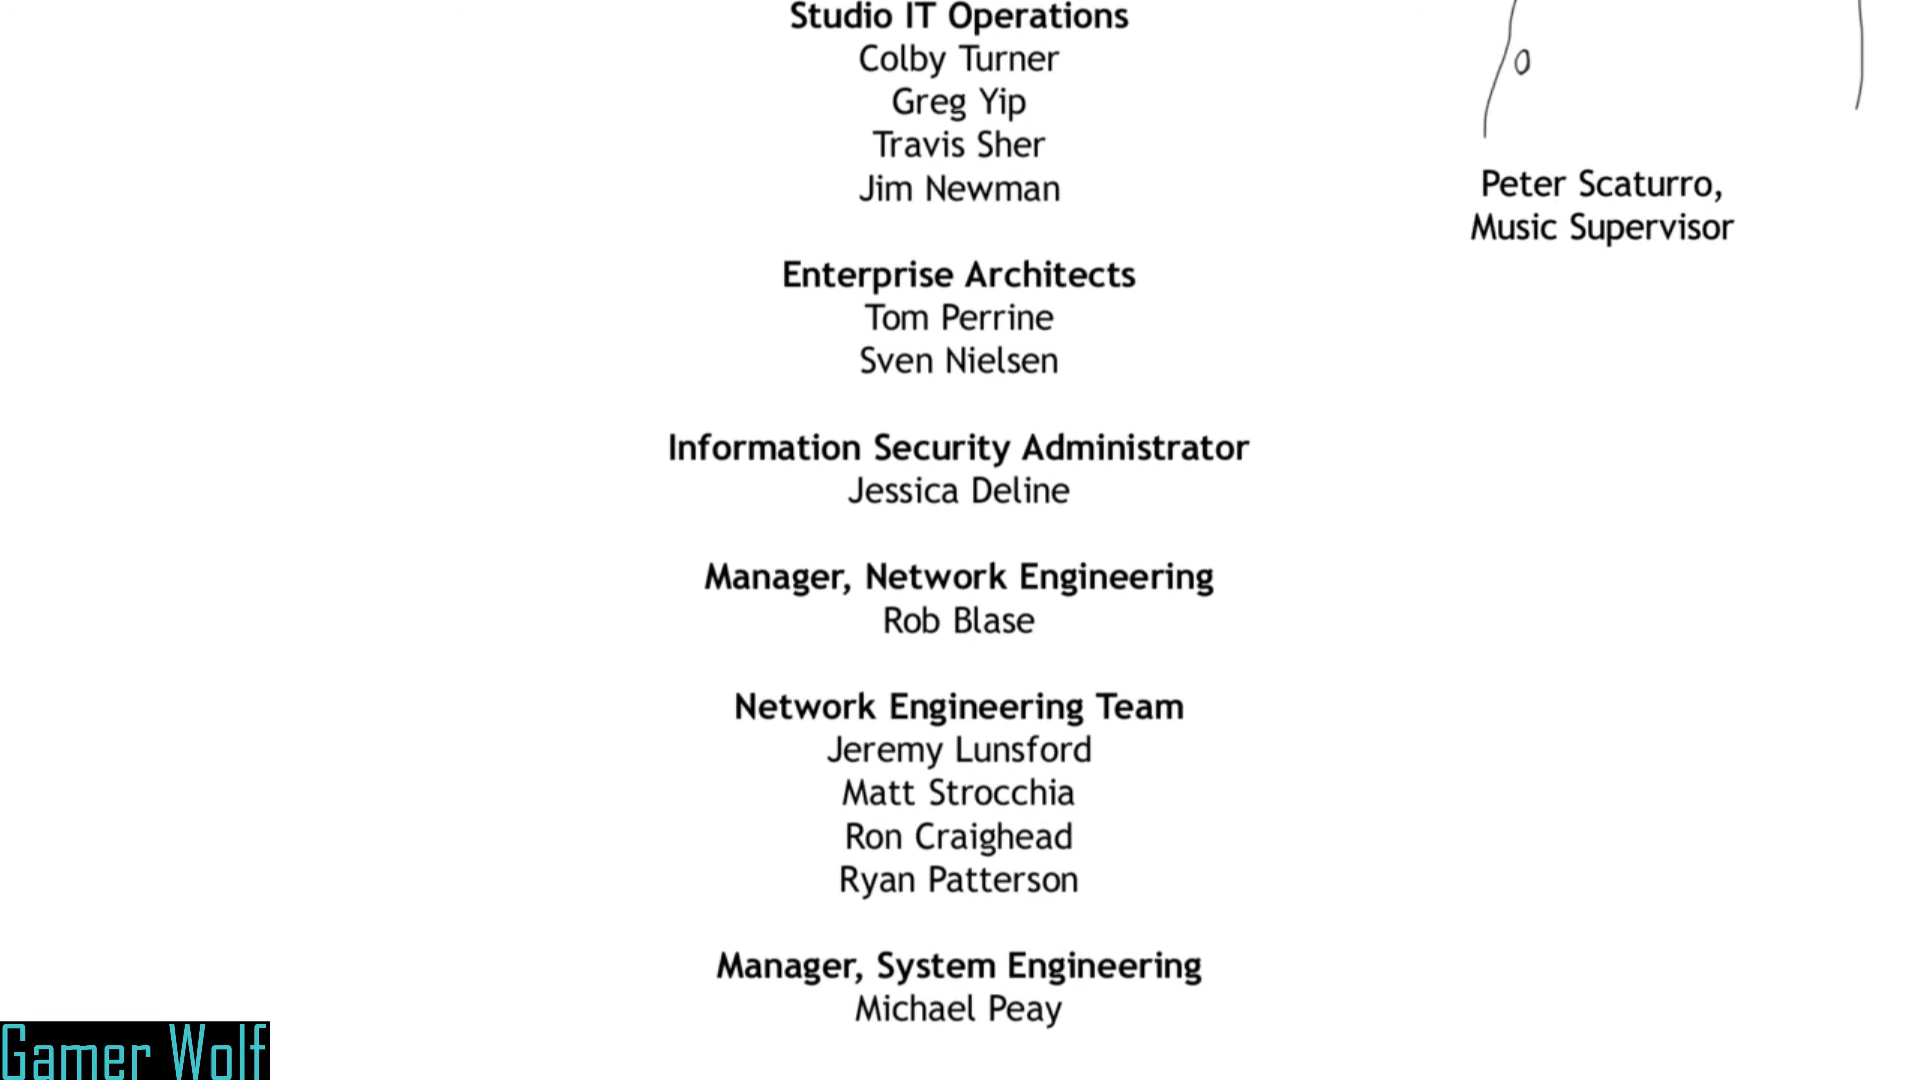 Studio IT Operations
Colby Turner
Greg Yip
Travis Sher
Jim Newman
Peter Scaturro,
Music Supervisor
Enterprise Architects
Tom Perrine
Sven Nielsen
Information Security Administrator
Jessica Deline
Manager, Network Engineering
Rob Blase
Network Engineering Team
Jeremy Lunsford
Matt Strocchia
Ron Craighead
Ryan Patterson
Manager, System Engineering
Michael Peay
Gamer Wolf